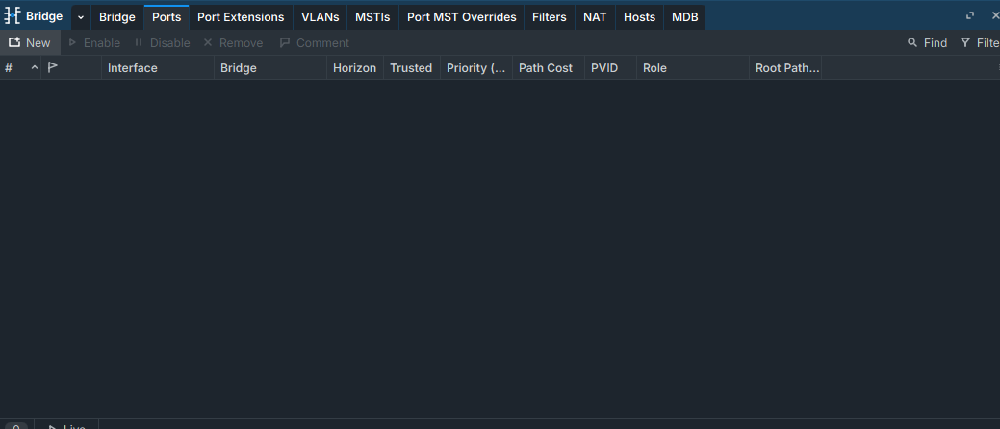 Bridge Bridge Ports Port Extensions VLANs MSTIs Port MST Overrides Filters NAT Hosts MDB
New Enable Disable Remove Comment Find Filte
# Interface Bridge Horizon Trusted Priority (... Path Cost PVID Role Root Path...
0 Live